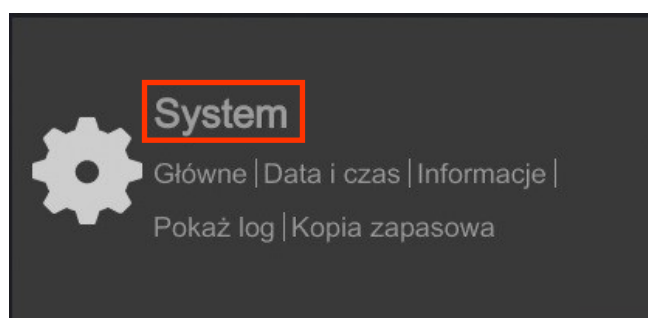 System
Główne | Data i czas | Informacje |
Pokaż log | Kopia zapasowa